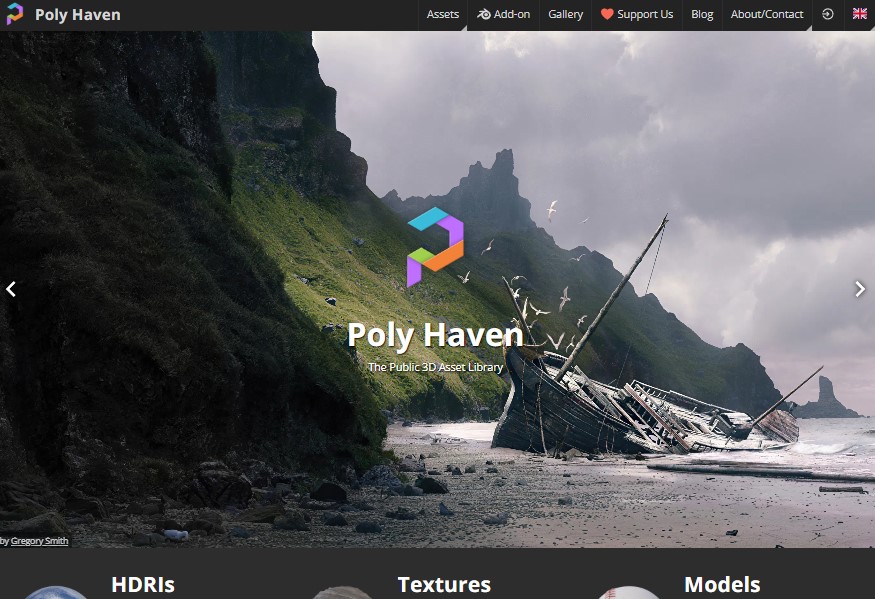 Poly Haven
Assets Add-on Gallery Support Us Blog About/Contact
Poly Haven
The Public 3D Asset Library
by Gregory Smith
HDRIs Textures Models